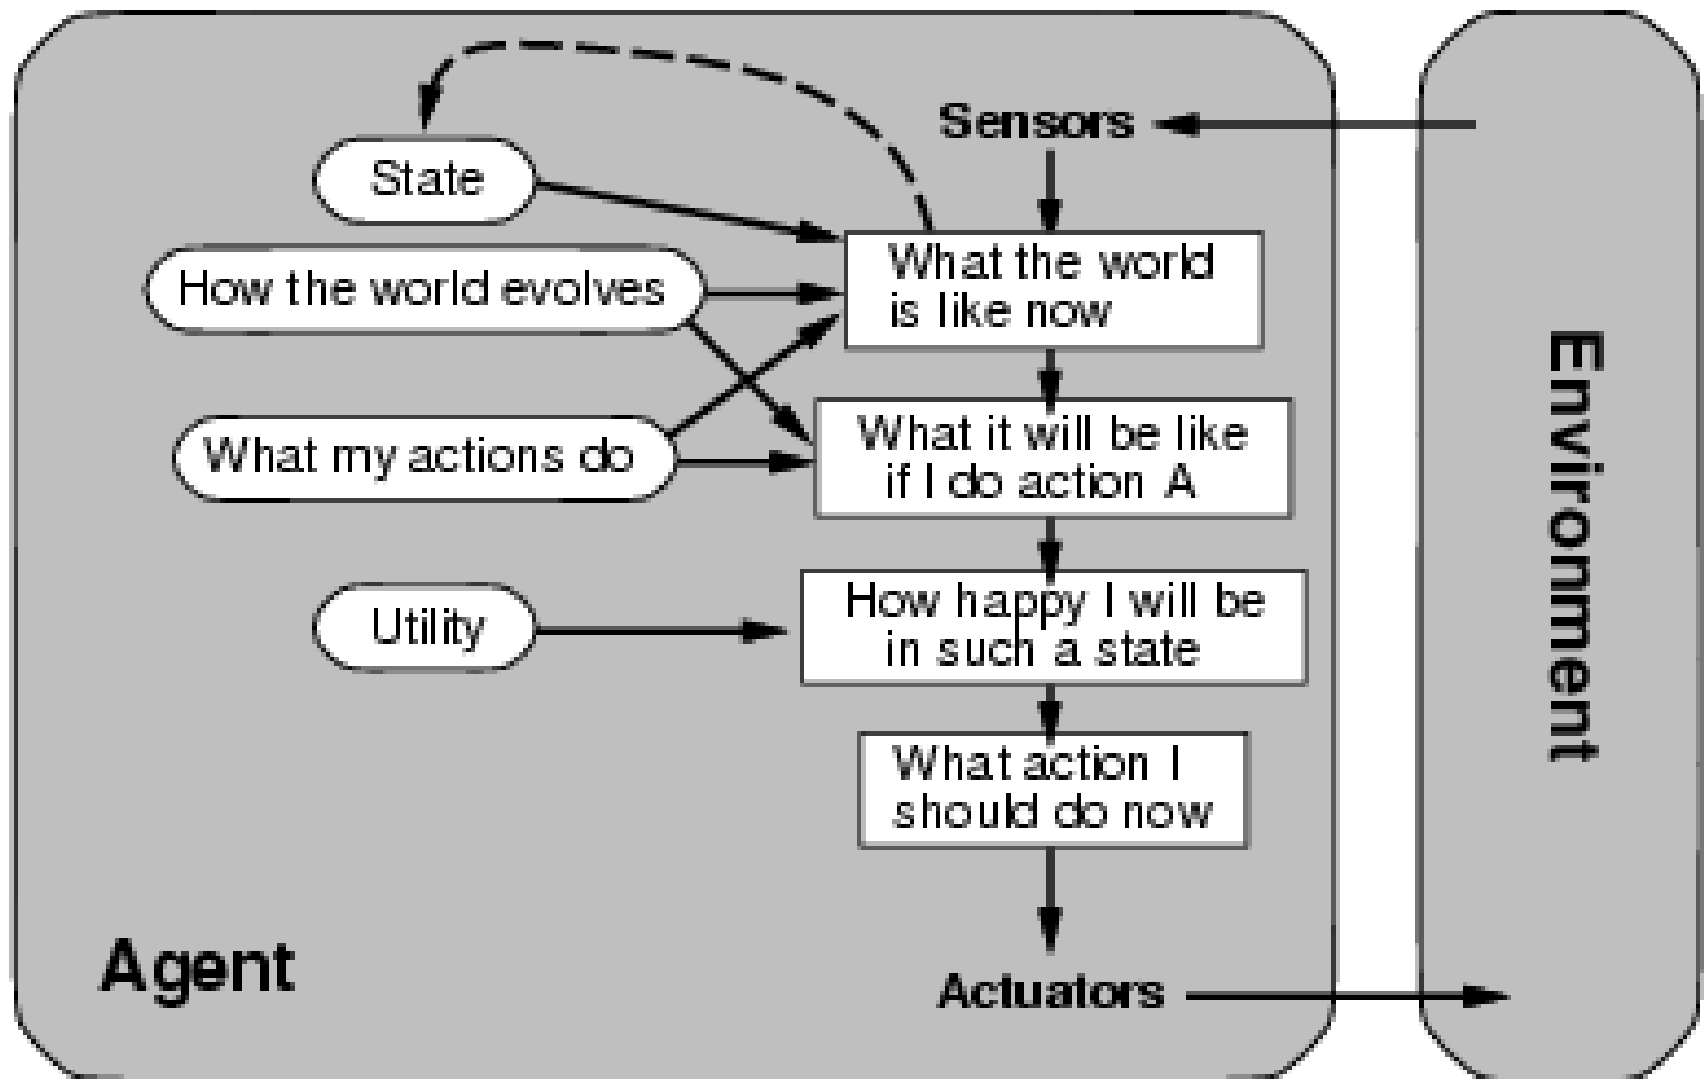 Sensors
State
What the world
is like now
How the world evolves
What it will be like
if I do action A
What my actions do
How happy I will be
in such a state
Utility
What action I
should do now
Agent
Actuators
Environment